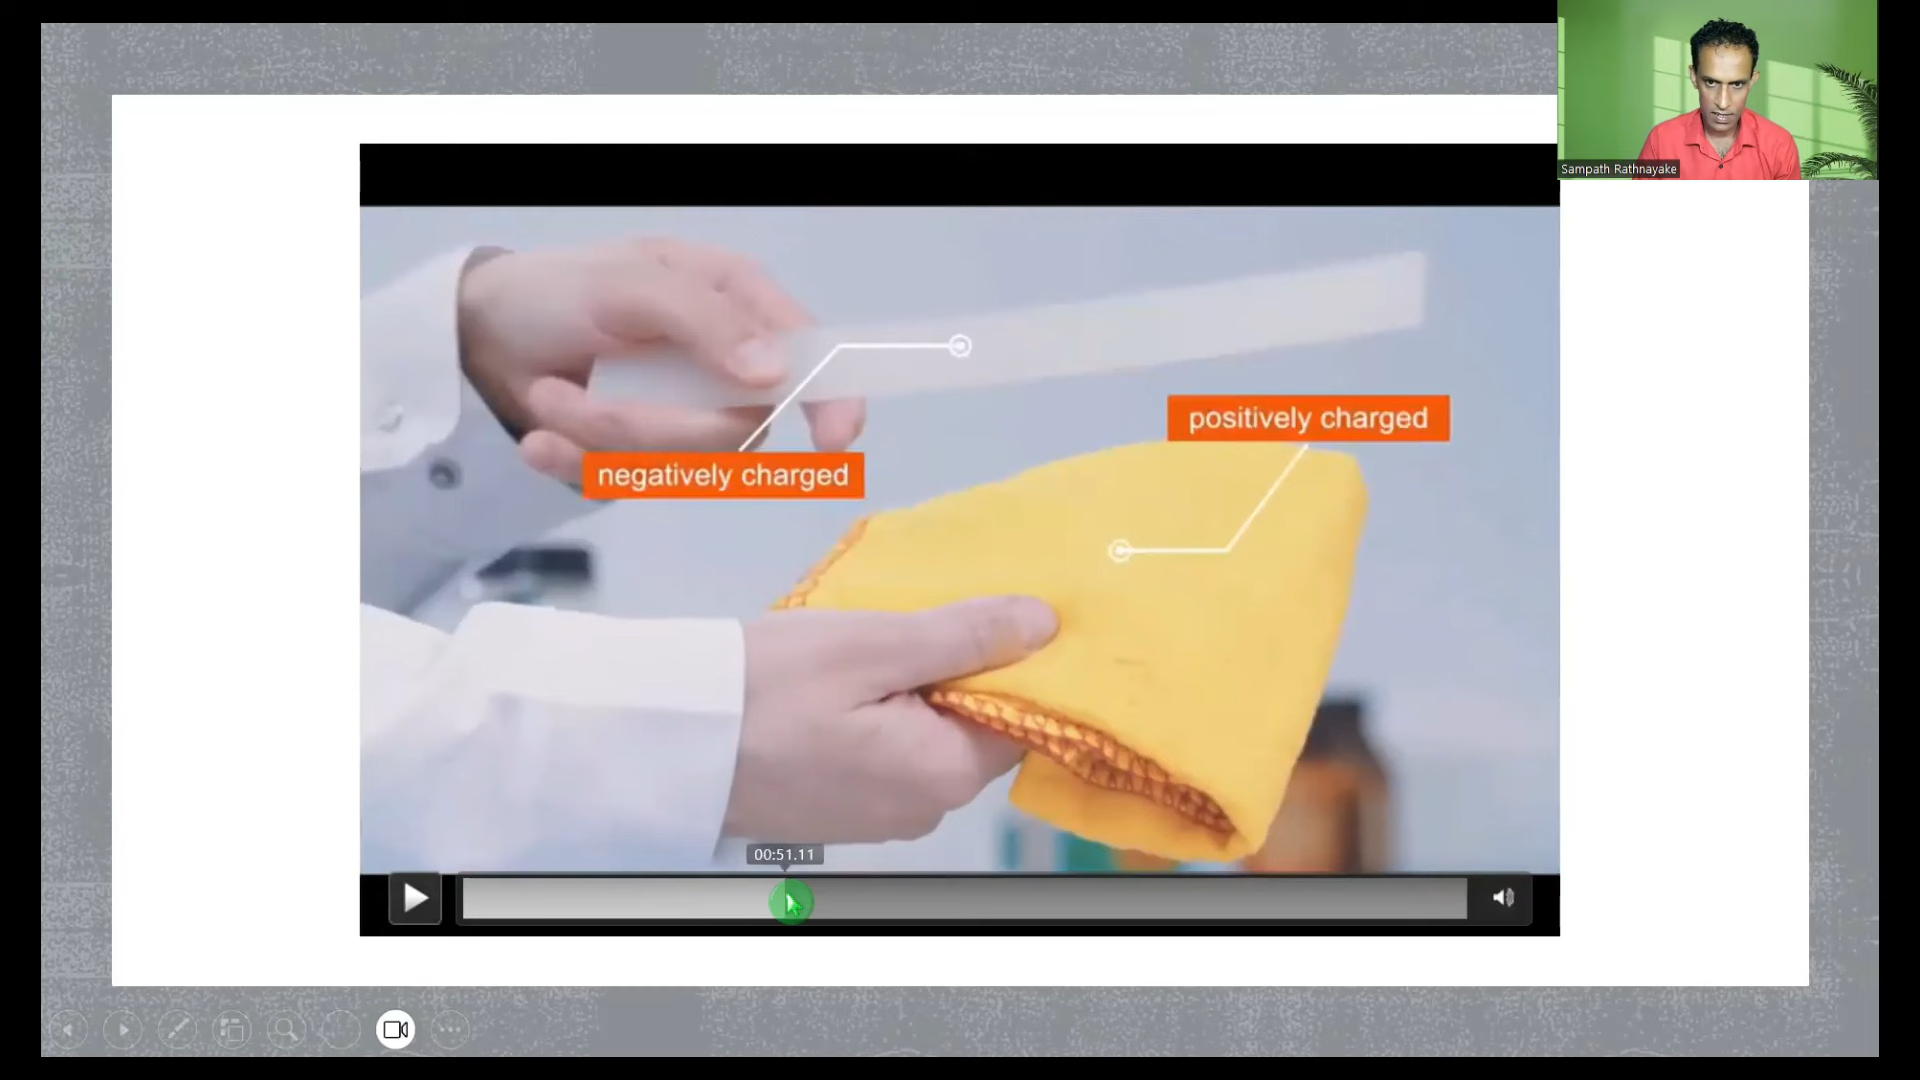 Sampath Rathnayake
positively charged
negatively charged
00:51.11